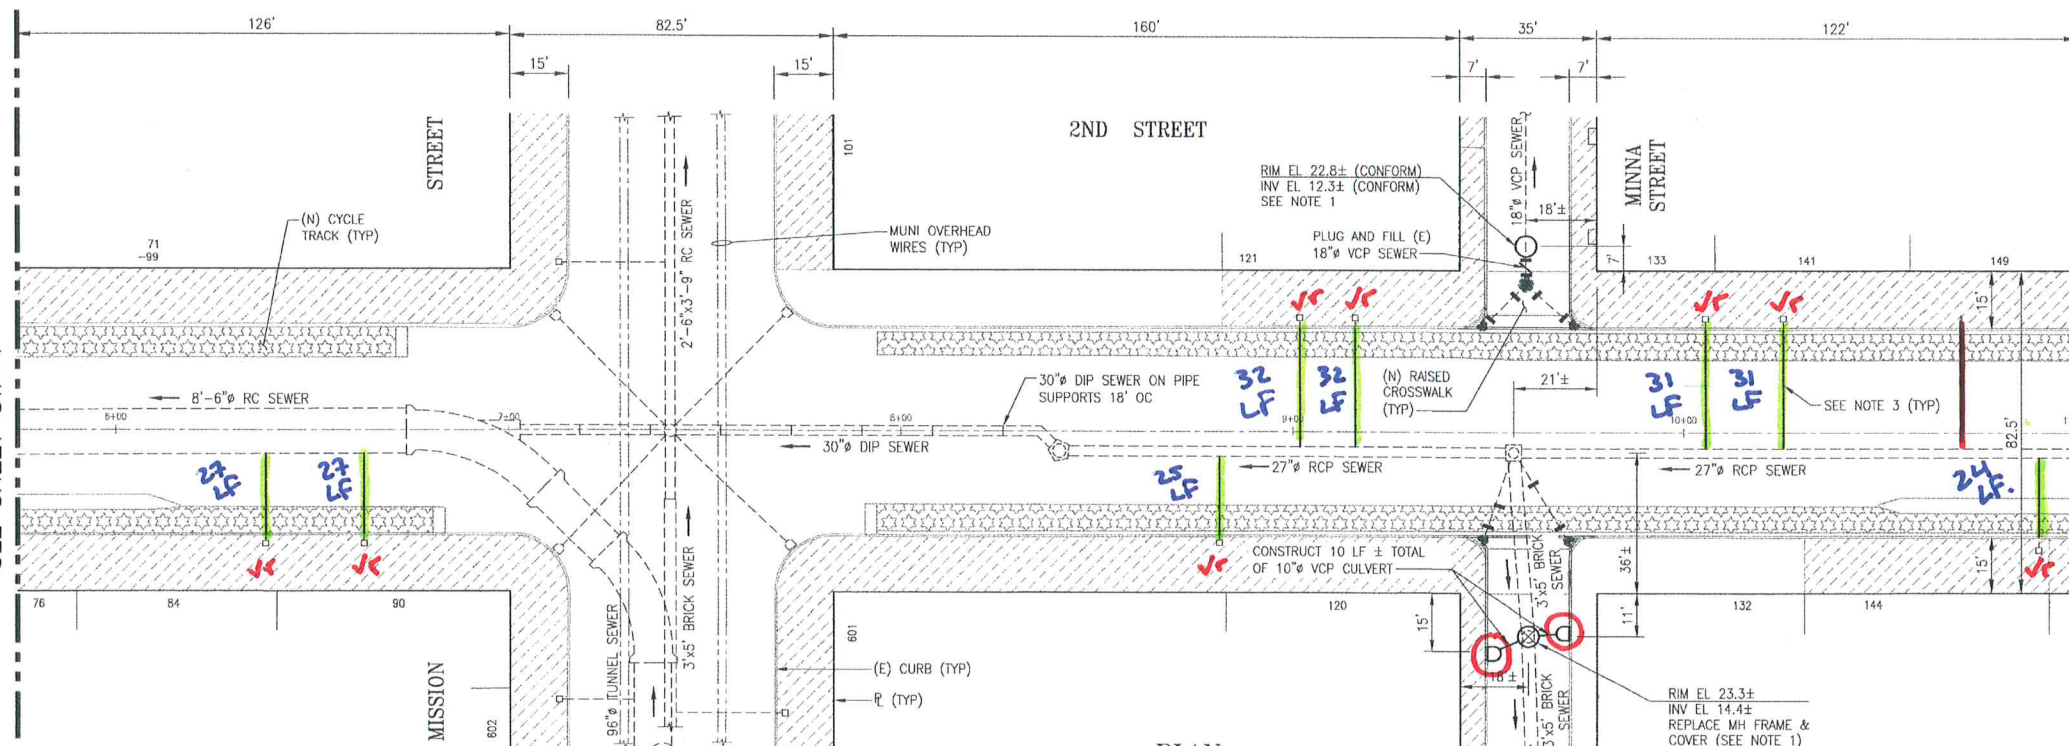 126'
82.5'
160'
35'
122'
15'
15'
7'
7'
STREET
101
2ND STREET
MINNA
STREET
RIM EL 22.8± (CONFORM)
INV EL 12.3± (CONFORM)
SEE NOTE 1
18"ø VCP SEWER
18'±
(N) CYCLE
TRACK (TYP)
2'-6"x3'-9" RC SEWER
MUNI OVERHEAD
WIRES (TYP)
PLUG AND FILL (E)
18"ø VCP SEWER
7'
71
-99
121
133
141
149
15'
32
LF
32
LF
31
LF
31
LF
(N) RAISED
CROSSWALK
(TYP)
21'±
SEE NOTE 3 (TYP)
82.5'
30"ø DIP SEWER ON PIPE
SUPPORTS 18' OC
8'-6"ø RC SEWER
6+00
7+00
8+00
9+00
10+00
30"ø DIP SEWER
27"ø RCP SEWER
27"ø RCP SEWER
27
LF
27
LF
25
LF
24
LF.
CONSTRUCT 10 LF ± TOTAL
OF 10"ø VCP CULVERT
3'x5' BRICK
SEWER
36'±
15'
76
84
90
120
132
144
15'
11'
MISSION
602
96"ø TUNNEL SEWER
3'x5' BRICK SEWER
601
(E) CURB (TYP)
PL (TYP)
18'±
3'x5' BRICK
SEWER
RIM EL 23.3±
INV EL 14.4±
REPLACE MH FRAME &
COVER (SEE NOTE 1)
PLAN